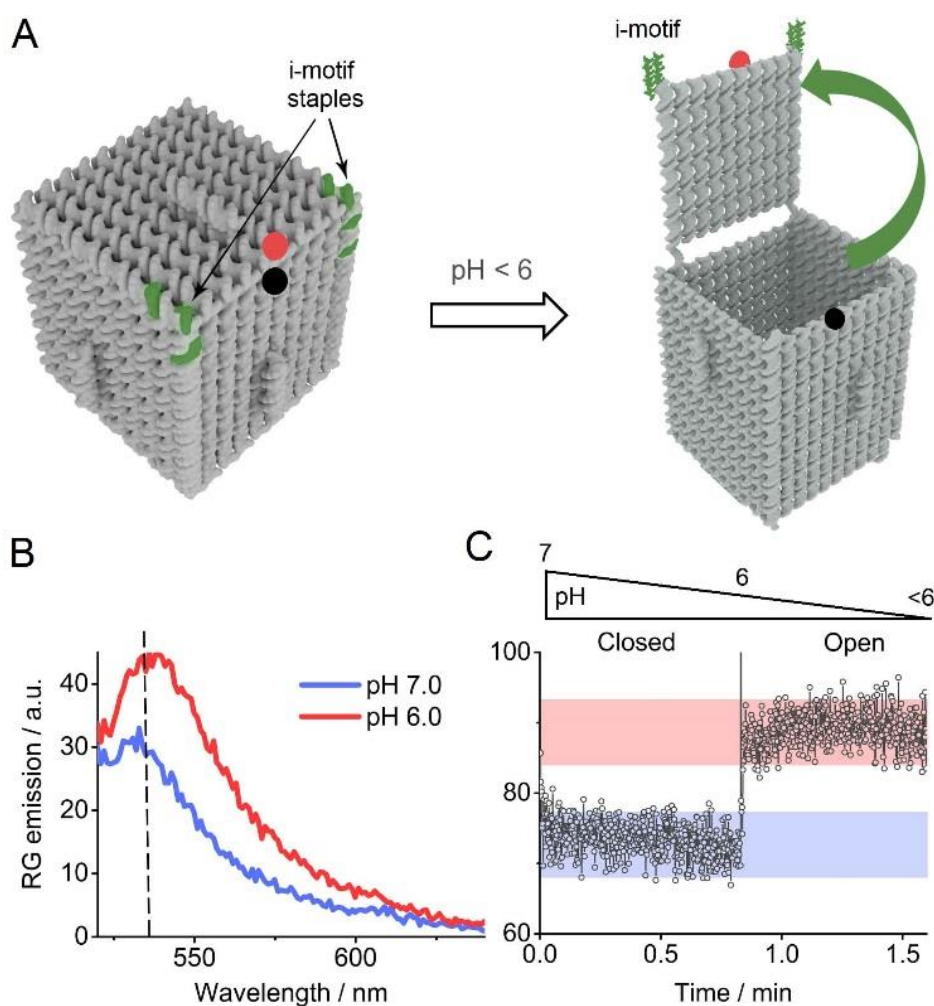 A
i-motif
staples
pH < 6
i-motif
B
RG emission / a.u.
40
30
20
10
0
pH 7.0
pH 6.0
550
600
Wavelength / nm
C
7
6
<6
pH
Closed
Open
100
80
60
0.0
0.5
1.0
1.5
Time / min